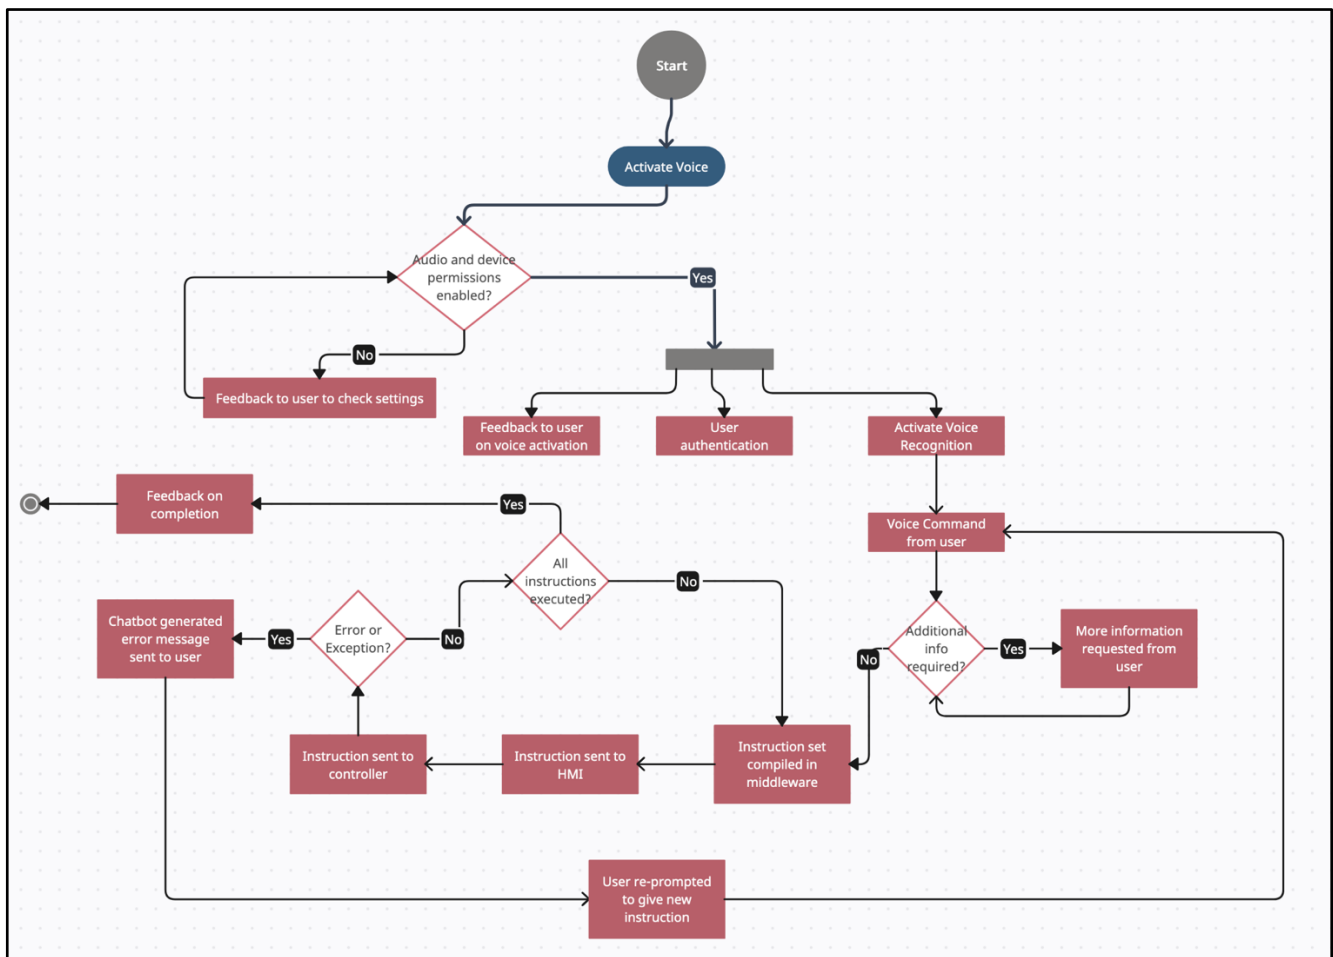 Start
Activate Voice
Audio and device
permissions
enabled?
Yes
No
Feedback to user to check settings
Feedback to user
on voice activation
User
authentication
Activate Voice
Recognition
Feedback on
completion
Yes
Voice Command
from user
All
instructions
executed?
No
Chatbot generated
error message
sent to user
Yes
Error or
Exception?
No
Additional
info
required?
No
Yes
More information
requested from
user
Instruction sent to
controller
Instruction sent to
HMI
Instruction set
compiled in
middleware
User re-prompted
to give new
instruction